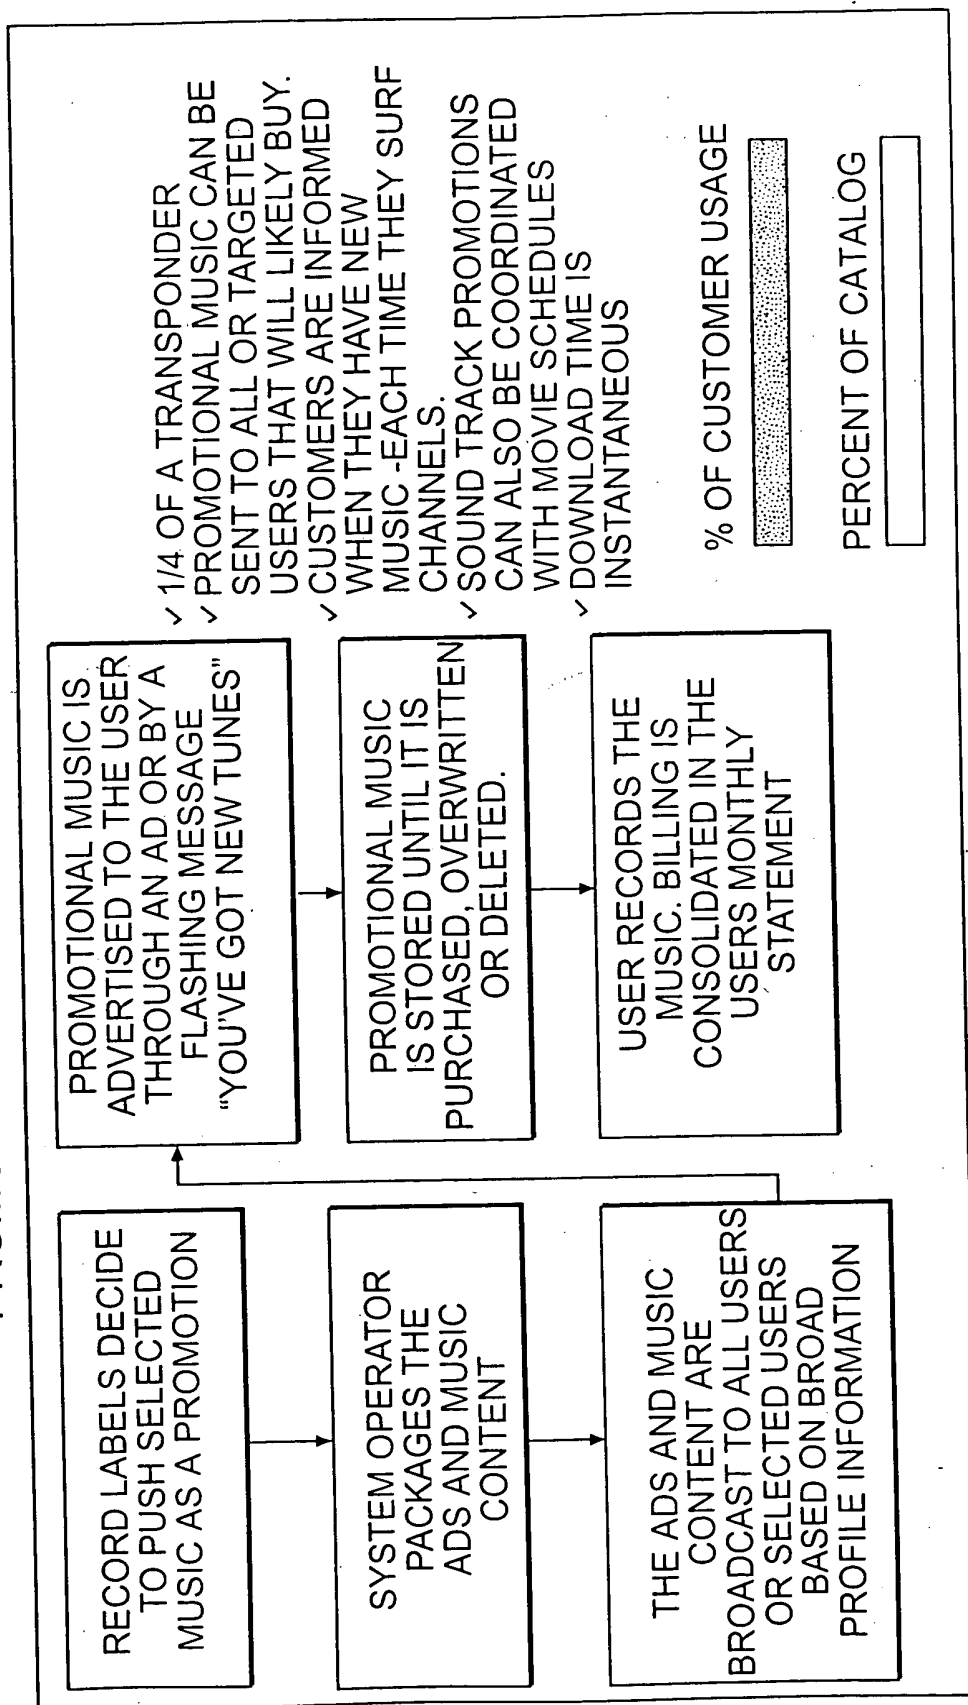 RECORD LABELS DECIDE
TO PUSH SELECTED
MUSIC AS A PROMOTION
SYSTEM OPERATOR
PACKAGES THE
ADS AND MUSIC
CONTENT
THE ADS AND MUSIC
CONTENT ARE
BROADCAST TO ALL USERS
OR SELECTED USERS
BASED ON BROAD
PROFILE INFORMATION
PROMOTIONAL MUSIC IS
ADVERTISED TO THE USER
THROUGH AN AD OR BY A
FLASHING MESSAGE
“YOU'VE GOT NEW TUNES”
PROMOTIONAL MUSIC
IS STORED UNTIL IT IS
PURCHASED, OVERWRITTEN
OR DELETED.
USER RECORDS THE
MUSIC. BILLING IS
CONSOLIDATED IN THE
USERS MONTHLY
STATEMENT
✓ 1/4 OF A TRANSPONDER
✓ PROMOTIONAL MUSIC CAN BE
SENT TO ALL OR TARGETED
USERS THAT WILL LIKELY BUY.
✓ CUSTOMERS ARE INFORMED
WHEN THEY HAVE NEW
MUSIC -EACH TIME THEY SURF
CHANNELS.
✓ SOUND TRACK PROMOTIONS
CAN ALSO BE COORDINATED
WITH MOVIE SCHEDULES
✓ DOWNLOAD TIME IS
INSTANTANEOUS
% OF CUSTOMER USAGE
PERCENT OF CATALOG